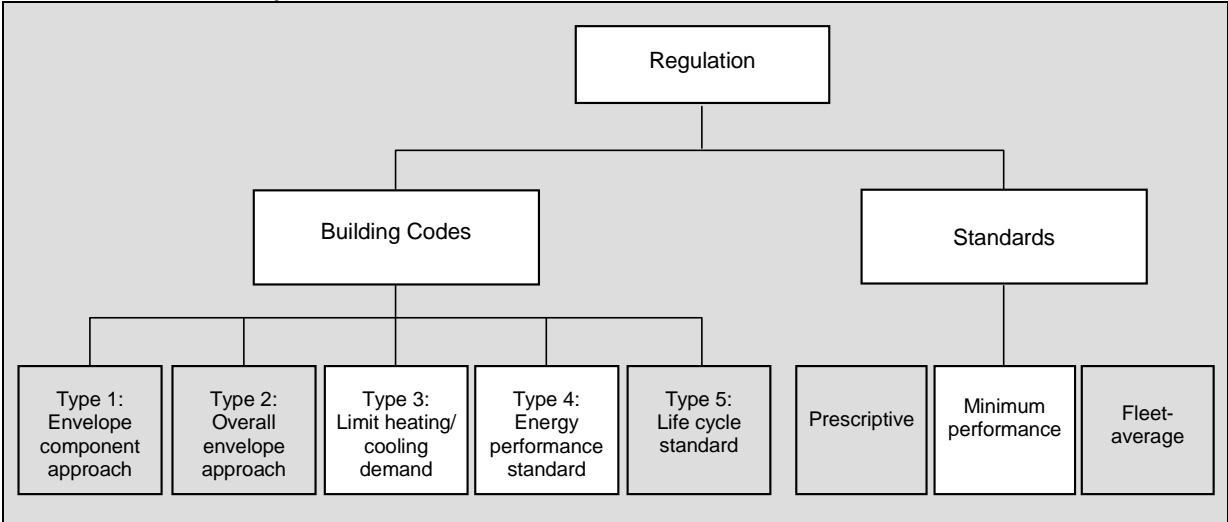 Regulation
Building Codes
Standards
Type 1:
Envelope
component
approach
Type 2:
Overall
envelope
approach
Type 3:
Limit heating/
cooling
demand
Type 4:
Energy
performance
standard
Type 5:
Life cycle
standard
Prescriptive
Minimum
performance
Fleet-
average